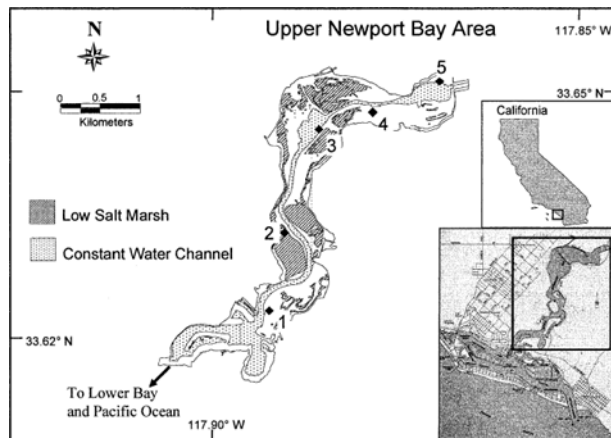 Upper Newport Bay Area
117.85° W
N
0 0.5 1
Kilometers
5
4
3
33.65° N
California
Low Salt Marsh
Constant Water Channel
2
1
33.62° N
To Lower Bay
and Pacific Ocean
117.90° W